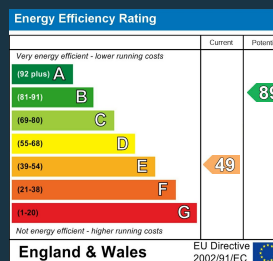 Energy Efficiency Rating
Current
Very energy efficient - lower running costs
(92 plus) A
(81-91) B
89
(69-80) C
(55-68) D
(39-54) E
49
(21-38) F
(1-20) G
Not energy efficient - higher running costs
England & Wales
EU Directive
2002/91/EC